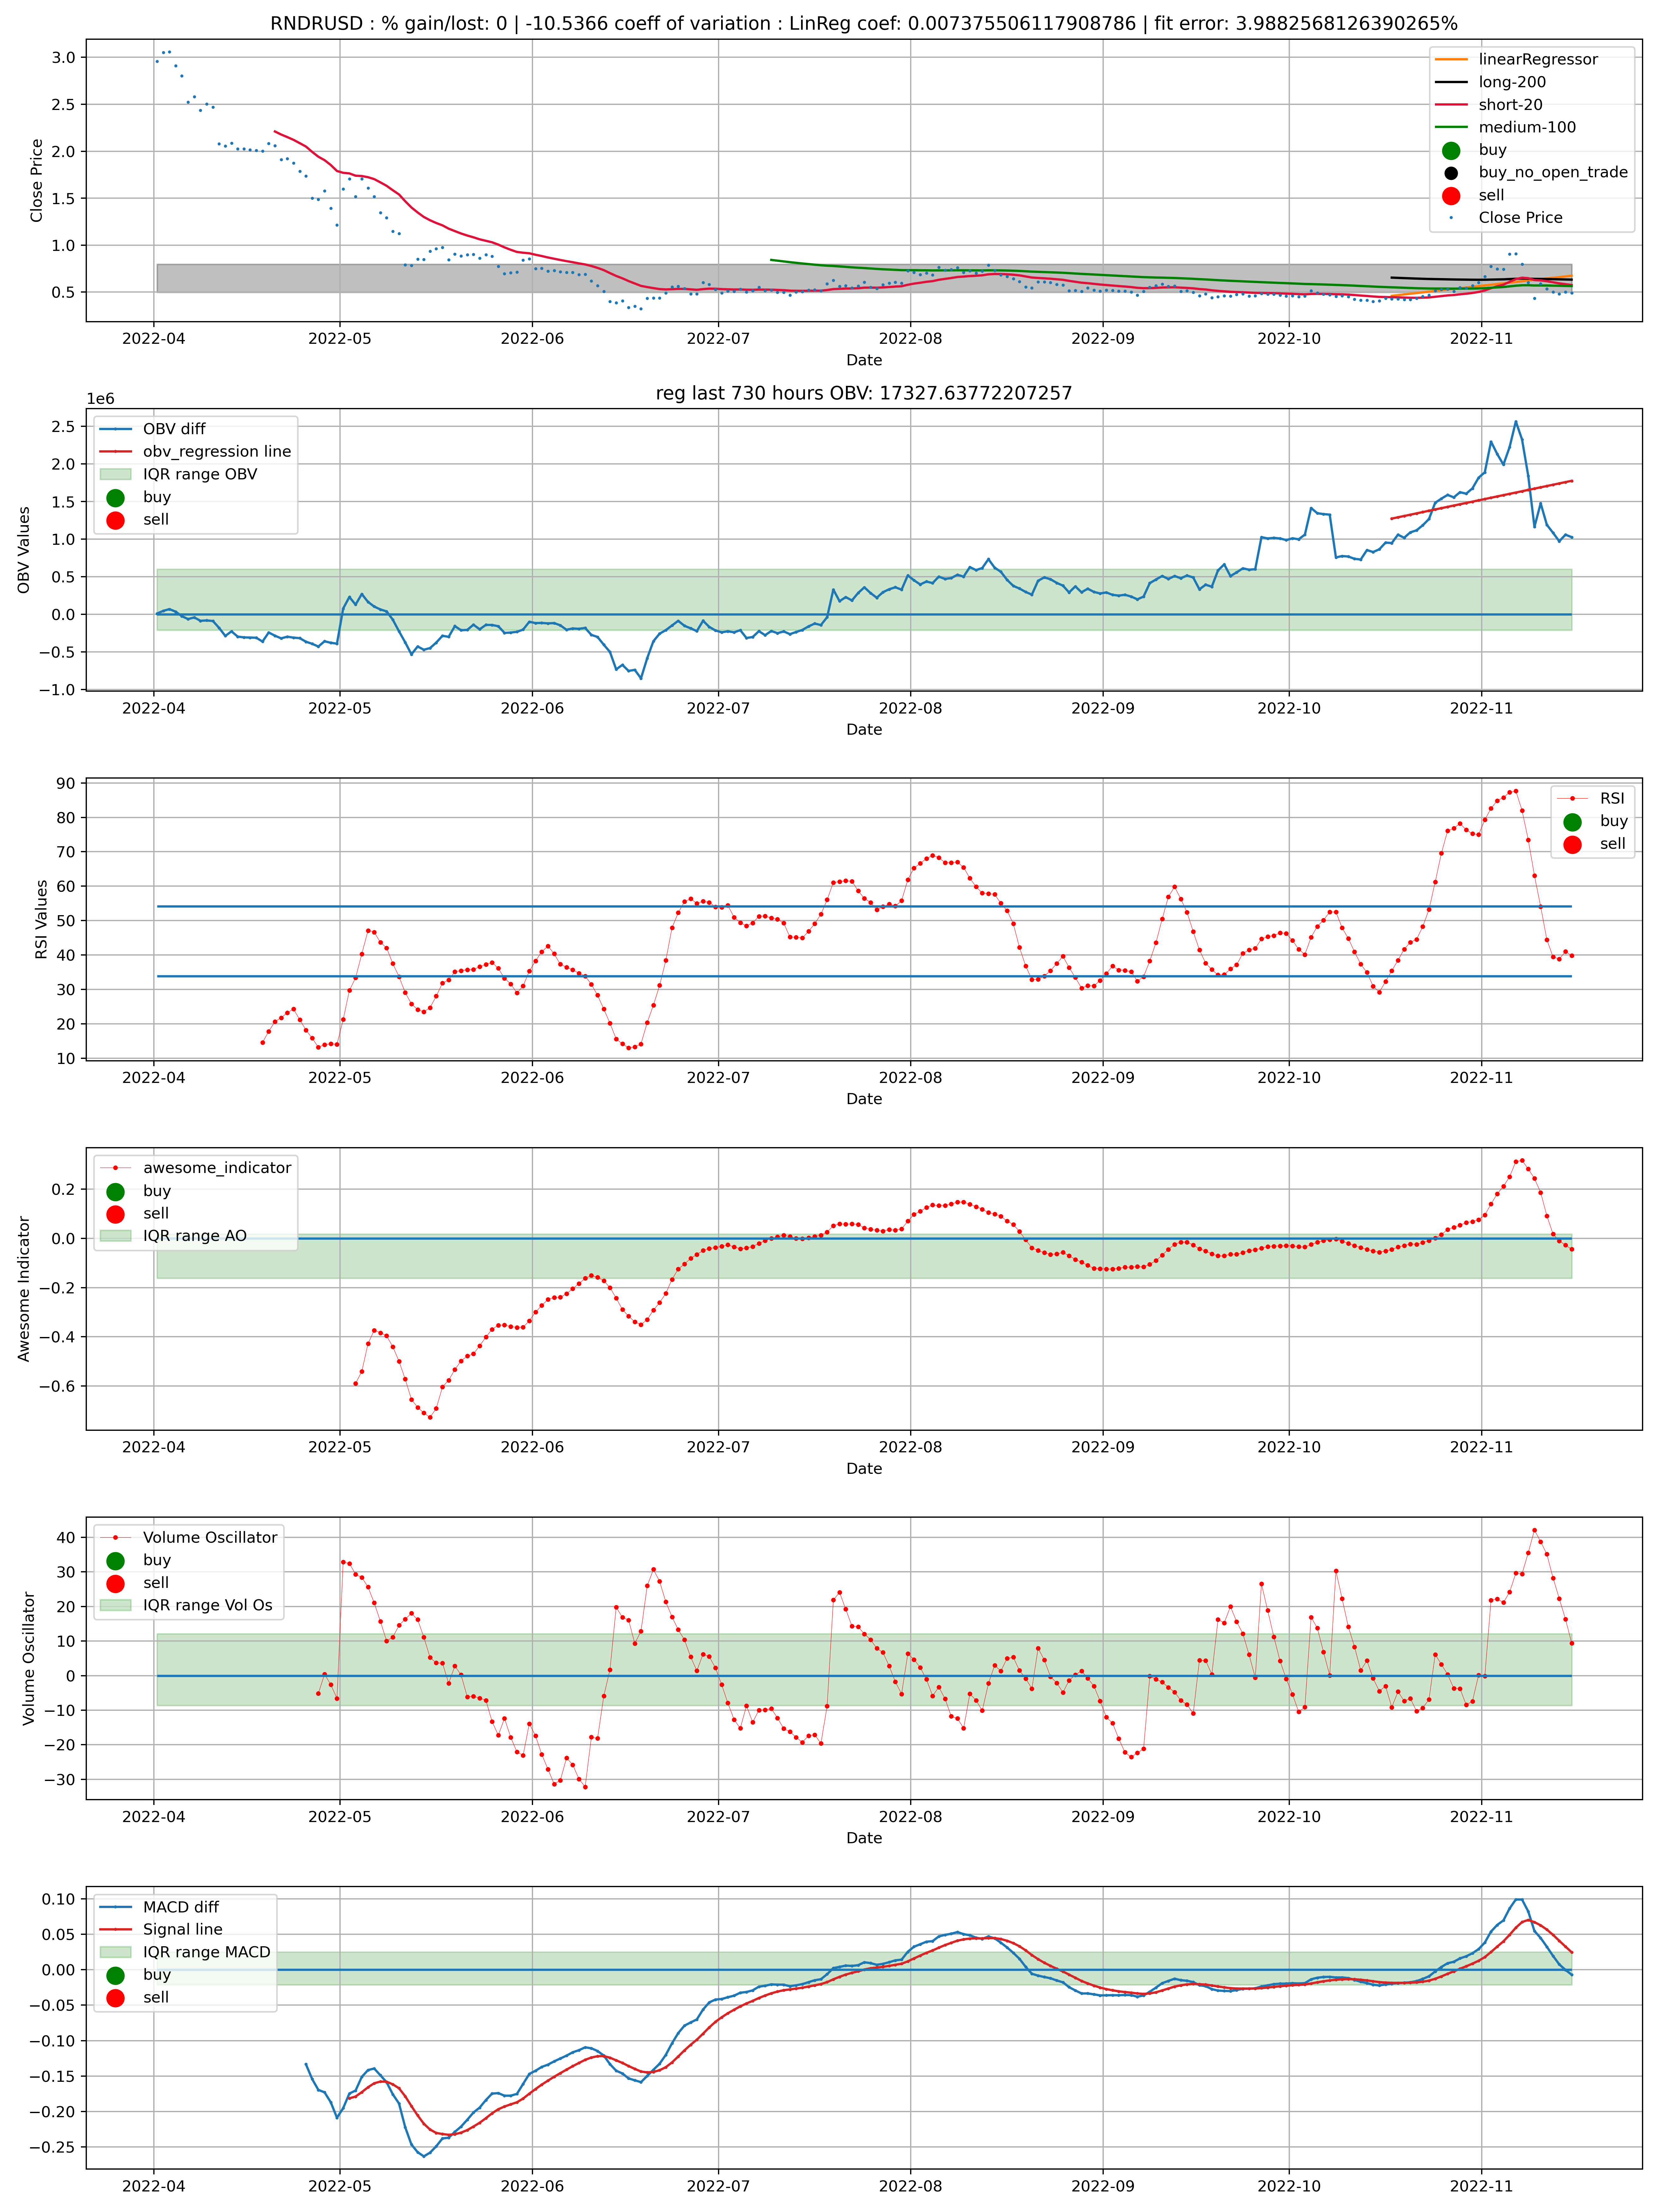 RNDRUSD : % gain/lost: 0 | -10.5366 coeff of variation : LinReg coef: 0.007375506117908786 | fit error: 3.9882568126390265%
3.0
2.5
2.0
1.5
1.0
0.5
Close Price
linearRegressor
long-200
short-20
medium-100
buy
buy_no_open_trade
sell
Close Price
2022-04 2022-05 2022-06 2022-07 2022-08 2022-09 2022-10 2022-11
Date
reg last 730 hours OBV: 17327.63772207257
1e6
2.5
2.0
1.5
1.0
0.5
0.0
−0.5
−1.0
OBV Values
OBV diff
obv_regression line
IQR range OBV
buy
sell
2022-04 2022-05 2022-06 2022-07 2022-08 2022-09 2022-10 2022-11
Date
90
80
70
60
50
40
30
20
10
RSI Values
RSI
buy
sell
2022-04 2022-05 2022-06 2022-07 2022-08 2022-09 2022-10 2022-11
Date
0.2
0.0
−0.2
−0.4
−0.6
Awesome Indicator
awesome_indicator
buy
sell
IQR range AO
2022-04 2022-05 2022-06 2022-07 2022-08 2022-09 2022-10 2022-11
Date
40
30
20
10
0
−10
−20
−30
Volume Oscillator
Volume Oscillator
buy
sell
IQR range Vol Os
2022-04 2022-05 2022-06 2022-07 2022-08 2022-09 2022-10 2022-11
Date
0.10
0.05
0.00
−0.05
−0.10
−0.15
−0.20
−0.25
MACD diff
Signal line
IQR range MACD
buy
sell
2022-04 2022-05 2022-06 2022-07 2022-08 2022-09 2022-10 2022-11